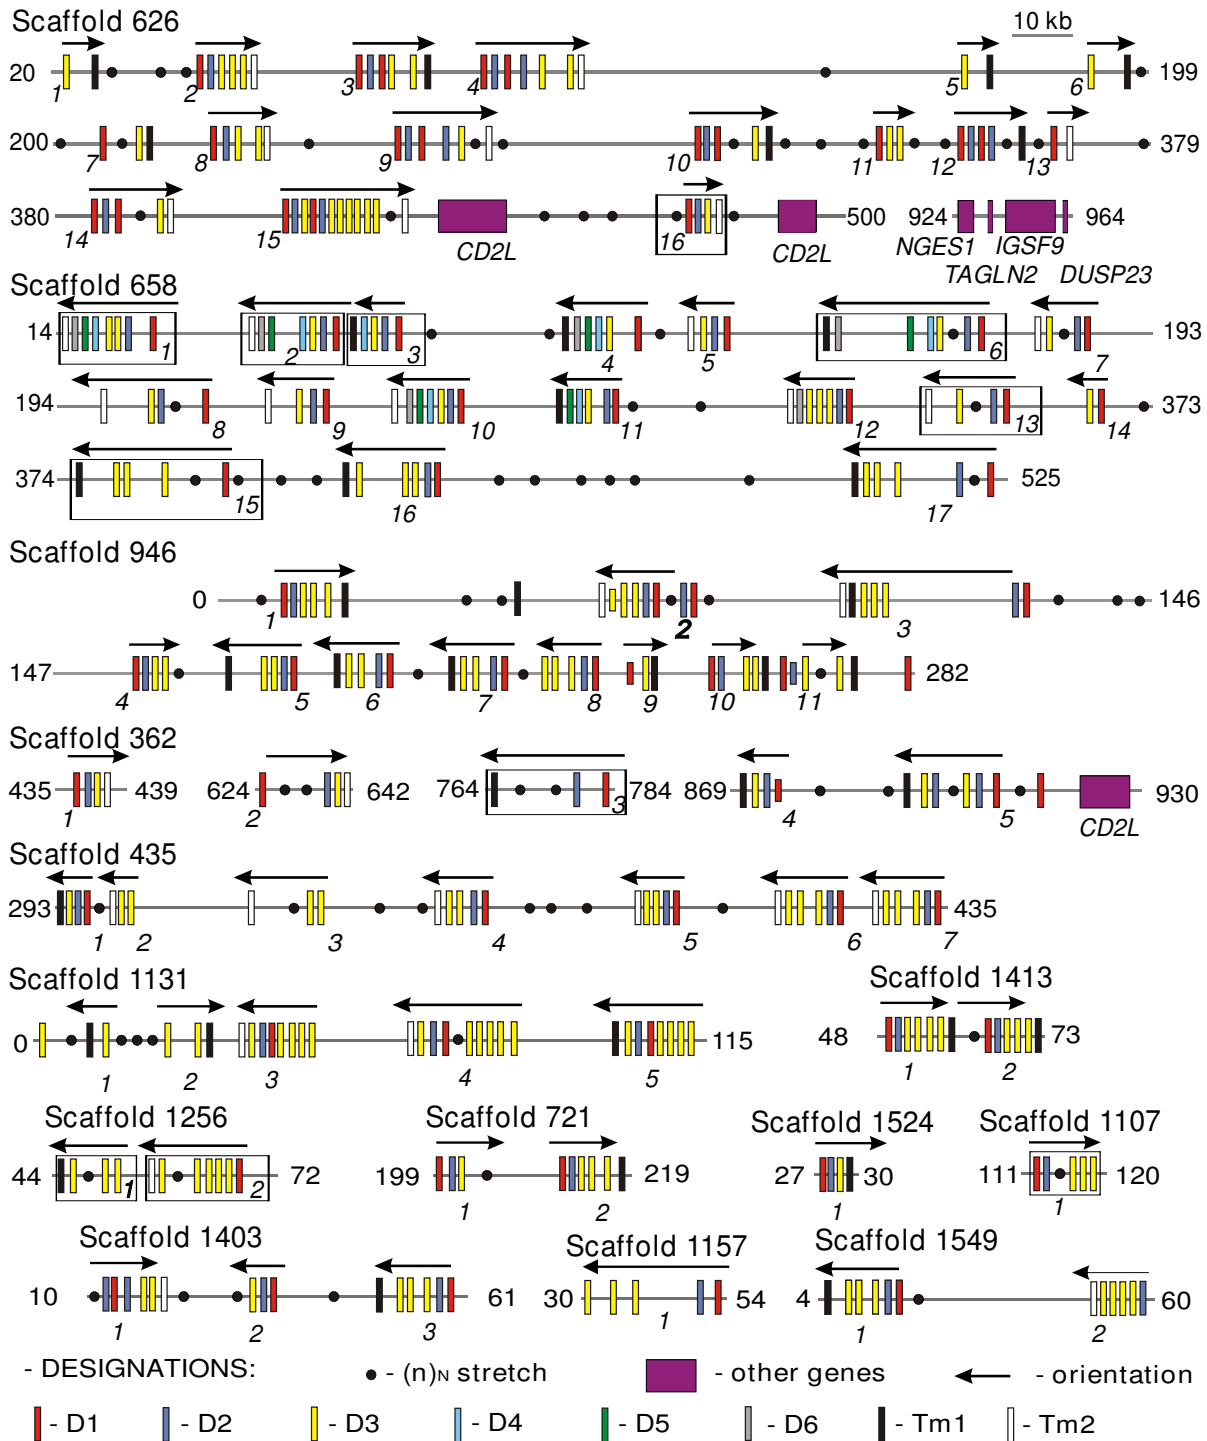 Scaffold 626
10 kb
20 1 2 3 4 5 6 199
200 7 8 9 10 11 12 13 379
380 14 15 CD2L 16 CD2L 500 924 NGES1 TAGLN2 IGSF9 DUSP23 964
Scaffold 658
14 1 2 3 4 5 6 7 193
194 8 9 10 11 12 13 14 373
374 15 16 17 525
Scaffold 946
0 1 2 3 146
147 4 5 6 7 8 9 10 11 282
Scaffold 362
435 1 439 624 2 642 764 3 784 869 4 5 CD2L 930
Scaffold 435
293 1 2 3 4 5 6 7 435
Scaffold 1131 Scaffold 1413
0 1 2 3 4 5 115 48 1 2 73
Scaffold 1256 Scaffold 721 Scaffold 1524 Scaffold 1107
44 1 2 72 199 1 2 219 27 1 30 111 1 120
Scaffold 1403 Scaffold 1157 Scaffold 1549
10 1 2 3 61 30 1 54 4 1 2 60
- DESIGNATIONS: - (n)N stretch - other genes - orientation
- D1 - D2 - D3 - D4 - D5 - D6 - Tm1 - Tm2